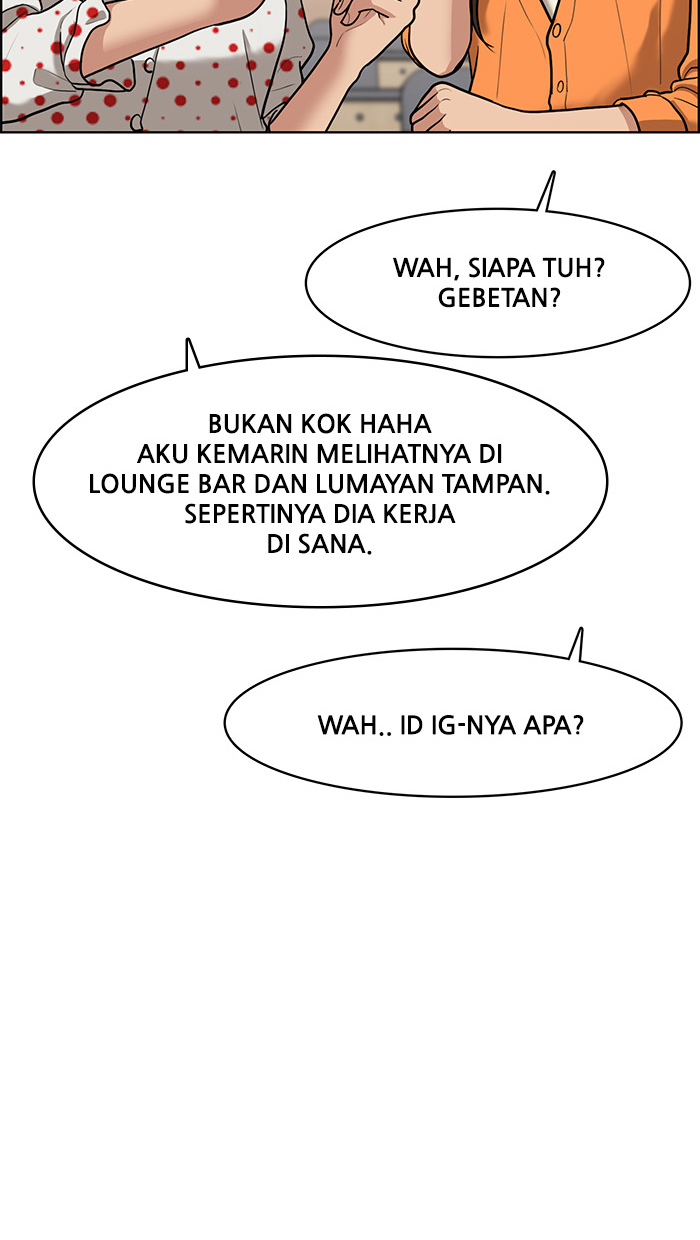 WAH, SIAPA TUH?
GEBETAN?
BUKAN KOK HAHA
AKU KEMARIN MELIHATNYA DI
LOUNGE BAR DAN LUMAYAN TAMPAN.
SEPERTINYA DIA KERJA
DI SANA.
WAH.. ID IG-NYA APA?